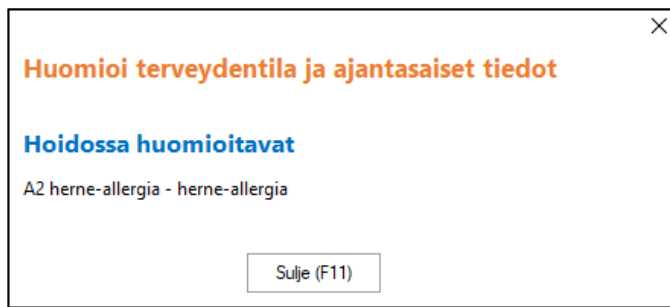 Huomioi terveydentila ja ajantasaiset tiedot
Hoidossa huomioitavat
A2 herne-allergia - herne-allergia
Sulje (F11)